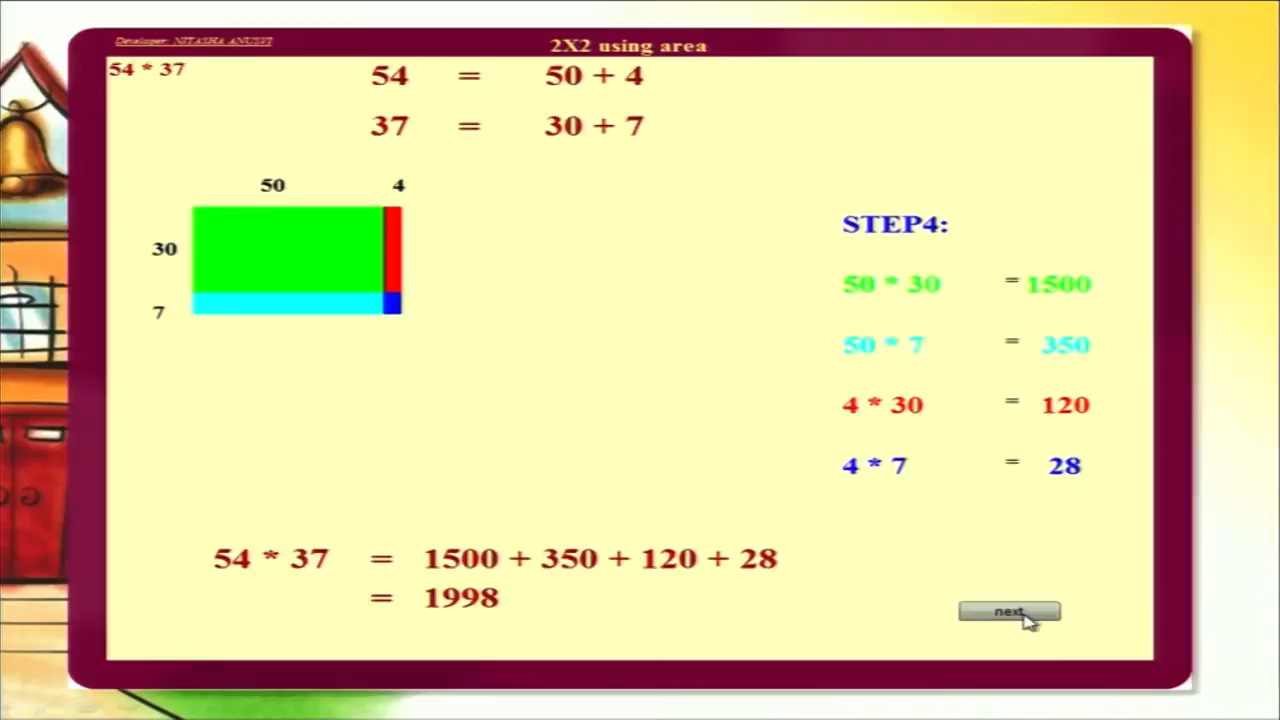 Developer: NITASHA ANUJVI
2X2 using area
54 * 37
54 = 50 + 4
37 = 30 + 7
50 4
30
7
STEP4:
50 * 30 = 1500
50 * 7 = 350
4 * 30 = 120
4 * 7 = 28
54 * 37 = 1500 + 350 + 120 + 28
= 1998
next